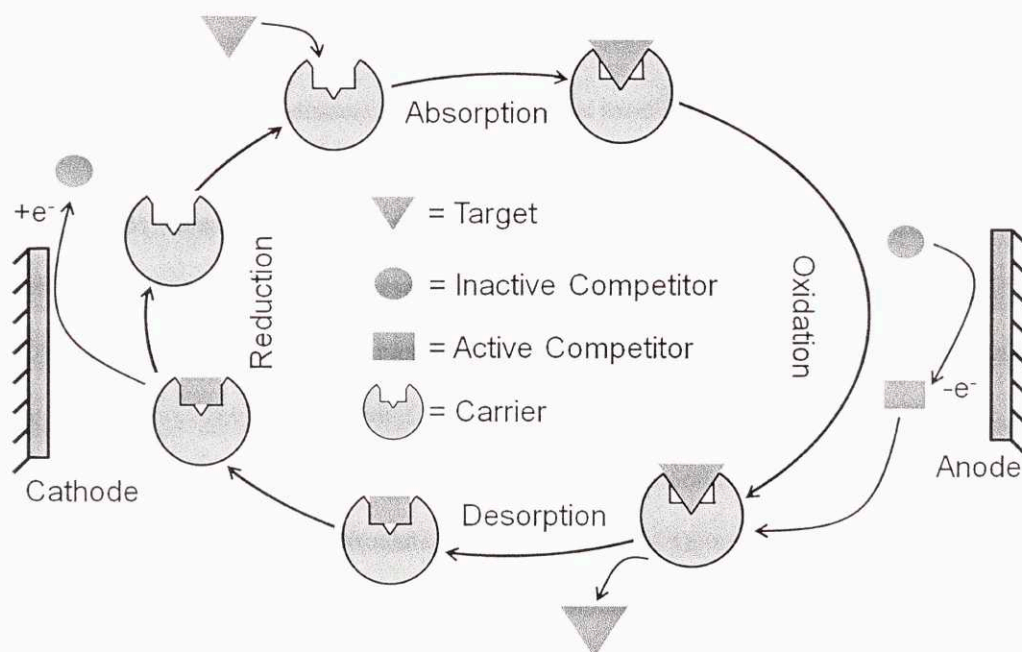 Absorption
+e⁻
= Target
= Inactive Competitor
= Active Competitor
= Carrier
Reduction
Oxidation
–e⁻
Cathode
Anode
Desorption